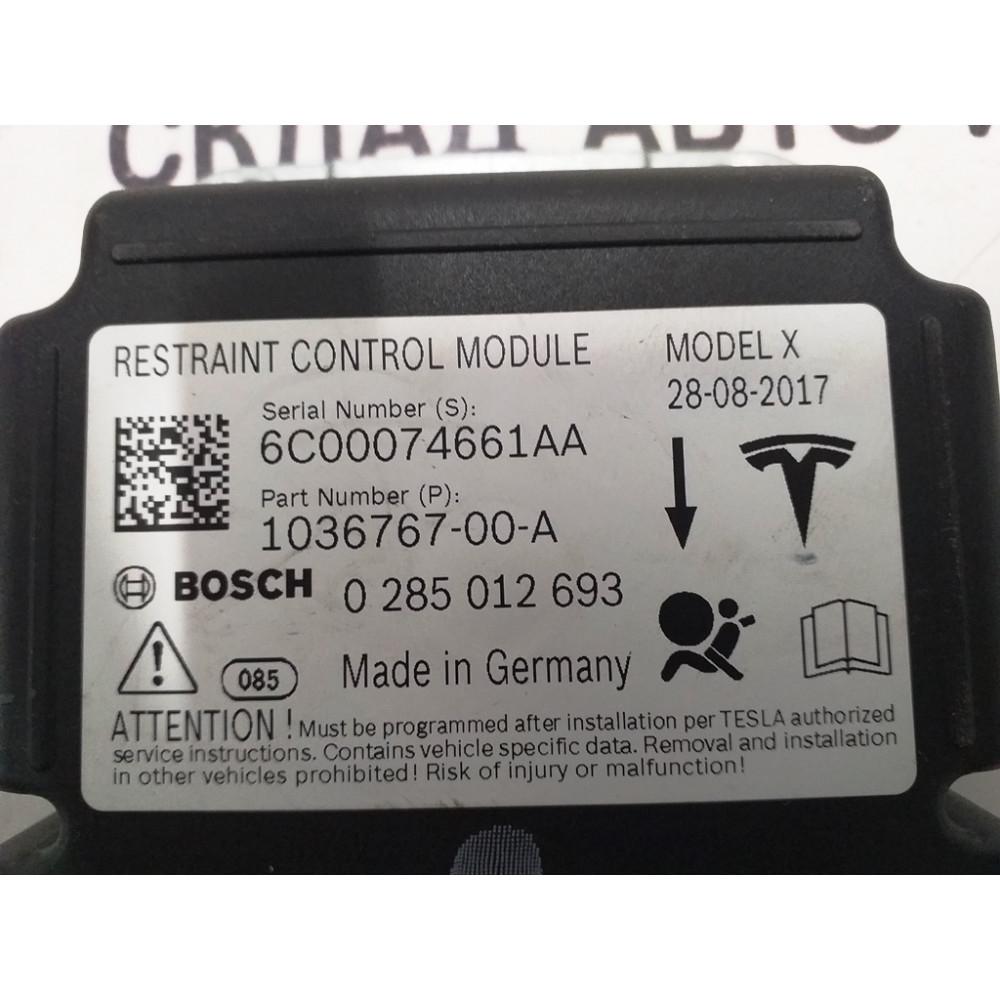 СКЛАД АВТО
RESTRAINT CONTROL MODULE
MODEL X
28-08-2017
Serial Number (S):
6C00074661AA
Part Number (P):
1036767-00-A
BOSCH 0 285 012 693
085
Made in Germany
ATTENTION ! Must be programmed after installation per TESLA authorized
service instructions. Contains vehicle specific data. Removal and installation
in other vehicles prohibited! Risk of injury or malfunction!